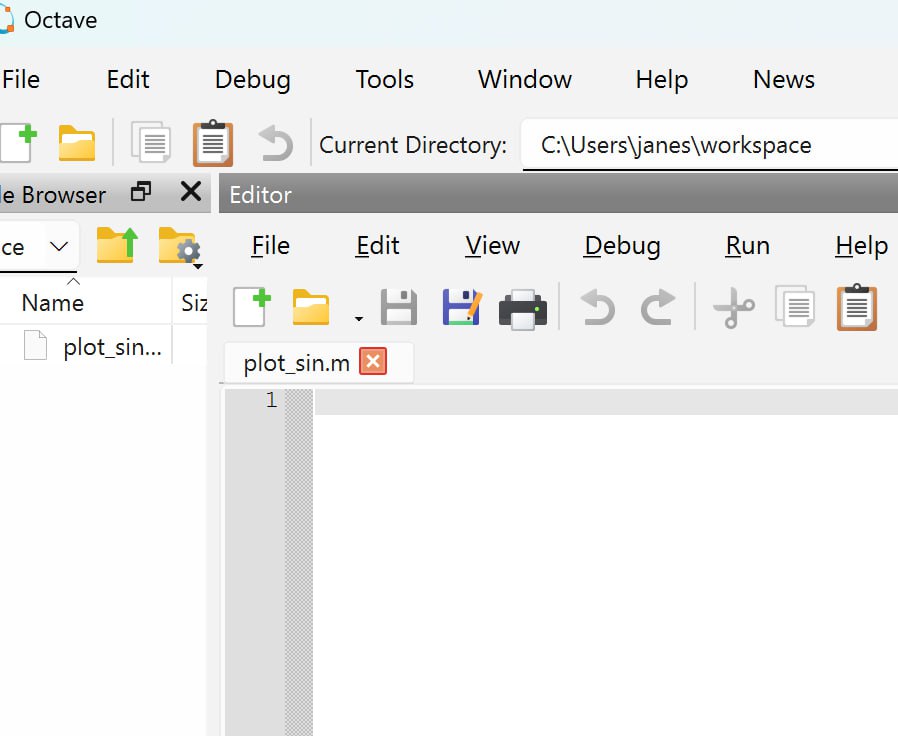 Octave
File Edit Debug Tools Window Help News
Current Directory: C:\Users\janes\workspace
le Browser
Editor
ce
File Edit View Debug Run Help
Name Siz
plot_sin...
plot_sin.m
1